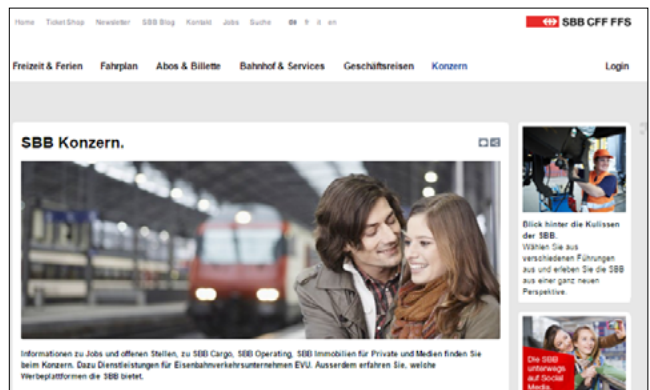 Home TicketShop Newsletter SBB Blog Kontakt Jobs Suche DI fr it en
SBB CFF FFS
Freizeit & Ferien Fahrplan Abos & Billette Bahnhof & Services Geschäftsreisen Konzern Login
SBB Konzern.
Informationen zu Jobs und offenen Stellen, zu SBB Cargo, SBB Operating, SBB Immobilien für Private und Medien finden Sie
beim Konzern. Dazu Dienstleistungen für Eisenbahnverkehrsunternehmen EVU. Ausserdem erfahren Sie, welche
Werbeplattformen die SBB bietet.
Blick hinter die Kulissen
der SBB.
Wählen Sie aus
verschiedenen Führungen
aus und erleben Sie die SBB
aus einer ganz neuen
Perspektive.
Die SBB
unterwegs
auf Social
Media.